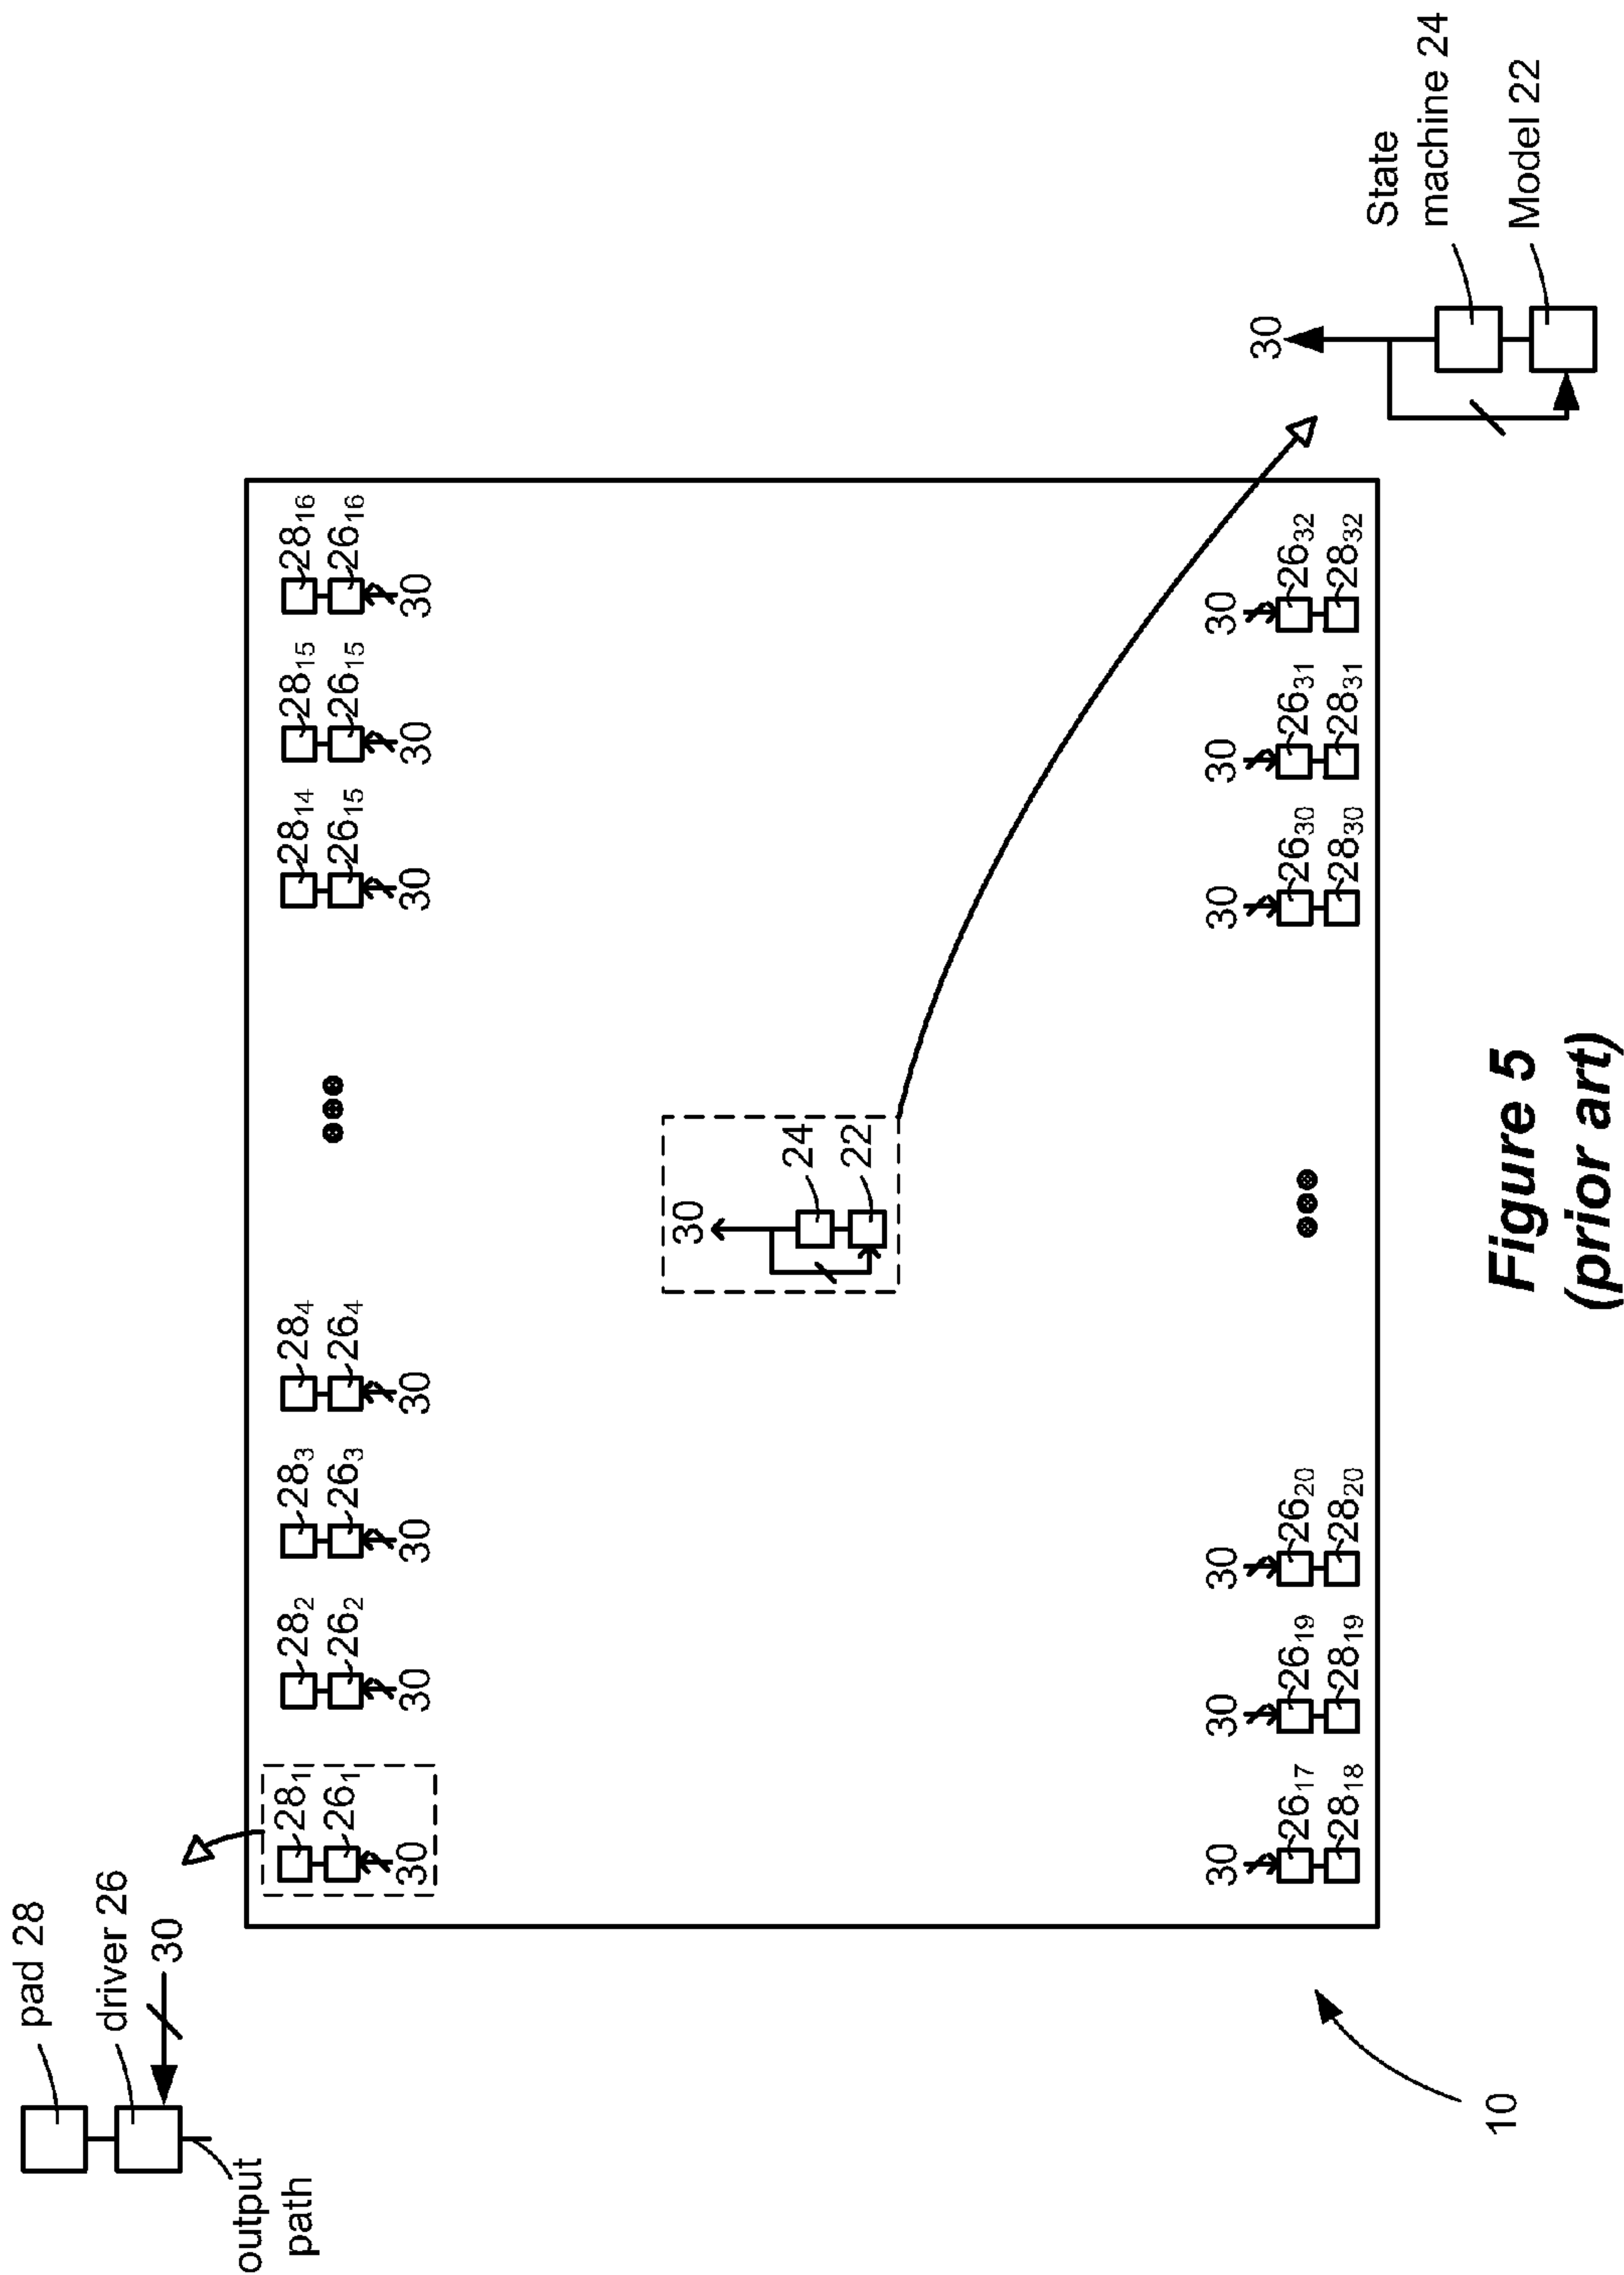 pad 28
driver 26
30
output
path
28₁ 28₂ 28₃ 28₄ 28₁₄ 28₁₅ 28₁₆
26₁ 26₂ 26₃ 26₄ 26₁₅ 26₁₅ 26₁₆
30 30 30 30 30 30 30
30
24
22
30 30 30 30 30 30
26₁₇ 26₁₉ 26₂₀ 26₃₀ 26₃₁ 26₃₂
28₁₈ 28₁₉ 28₂₀ 28₃₀ 28₃₁ 28₃₂
30
State
machine 24
Model 22
10
Figure 5
(prior art)